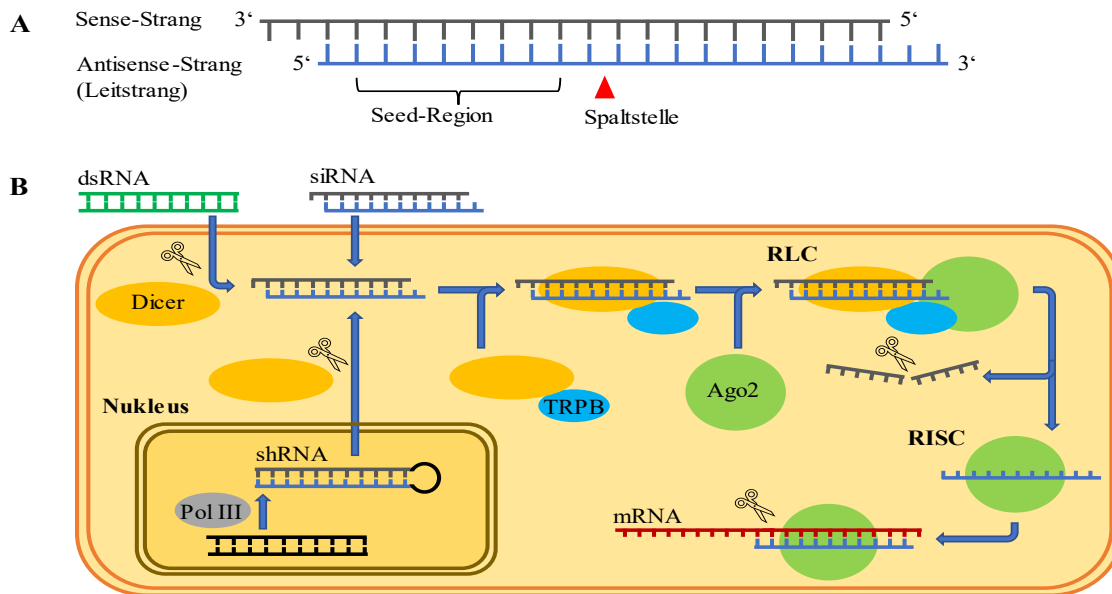 A
Sense-Strang
3‘
5‘
Antisense-Strang
(Leitstrang)
5‘
3‘
Seed-Region
Spaltstelle
B
dsRNA
siRNA
RLC
Dicer
Ago2
TRPB
Nukleus
RISC
shRNA
Pol III
mRNA